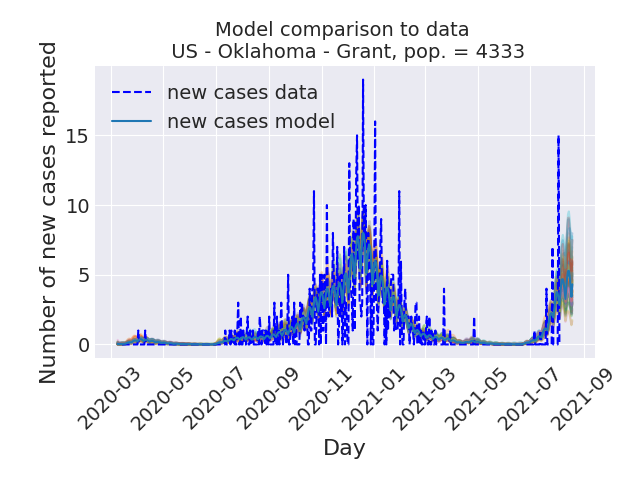 Model comparison to data
US - Oklahoma - Grant, pop. = 4333
Number of new cases reported
new cases data
new cases model
15
10
5
0
2020-03
2020-05
2020-07
2020-09
2020-11
2021-01
2021-03
2021-05
2021-07
2021-09
Day